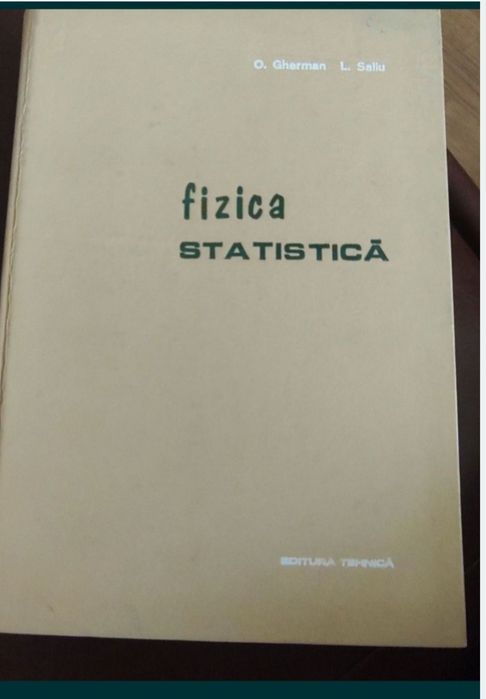 O. Gherman L. Saliu
fizica
STATISTICĂ
EDITURA TEHNICĂ